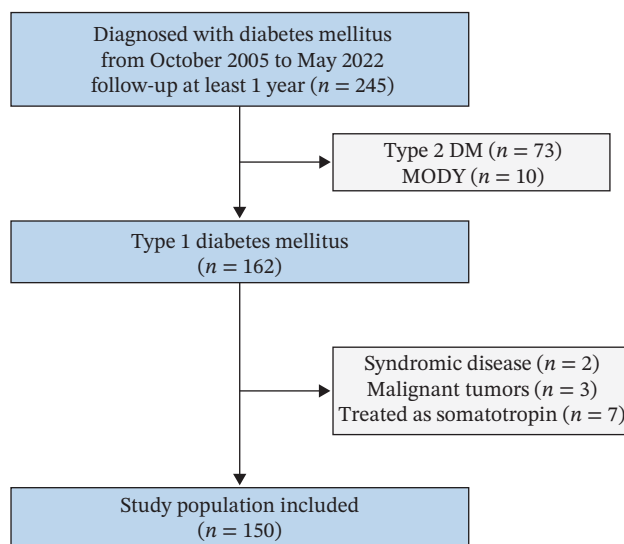 Diagnosed with diabetes mellitus
from October 2005 to May 2022
follow-up at least 1 year (n = 245)
Type 2 DM (n = 73)
MODY (n = 10)
Type 1 diabetes mellitus
(n = 162)
Syndromic disease (n = 2)
Malignant tumors (n = 3)
Treated as somatotropin (n = 7)
Study population included
(n = 150)